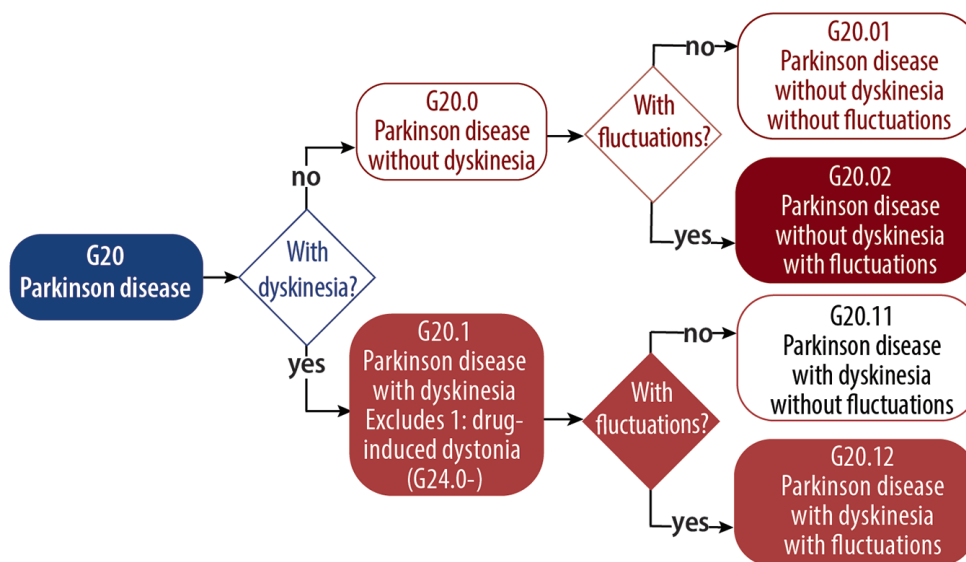 G20
Parkinson disease
With
dyskinesia?
no
G20.0
Parkinson disease
without dyskinesia
With
fluctuations?
no
G20.01
Parkinson disease
without dyskinesia
without fluctuations
yes
G20.02
Parkinson disease
without dyskinesia
with fluctuations
yes
G20.1
Parkinson disease
with dyskinesia
Excludes 1: drug-
induced dystonia
(G24.0-)
With
fluctuations?
no
G20.11
Parkinson disease
with dyskinesia
without fluctuations
yes
G20.12
Parkinson disease
with dyskinesia
with fluctuations